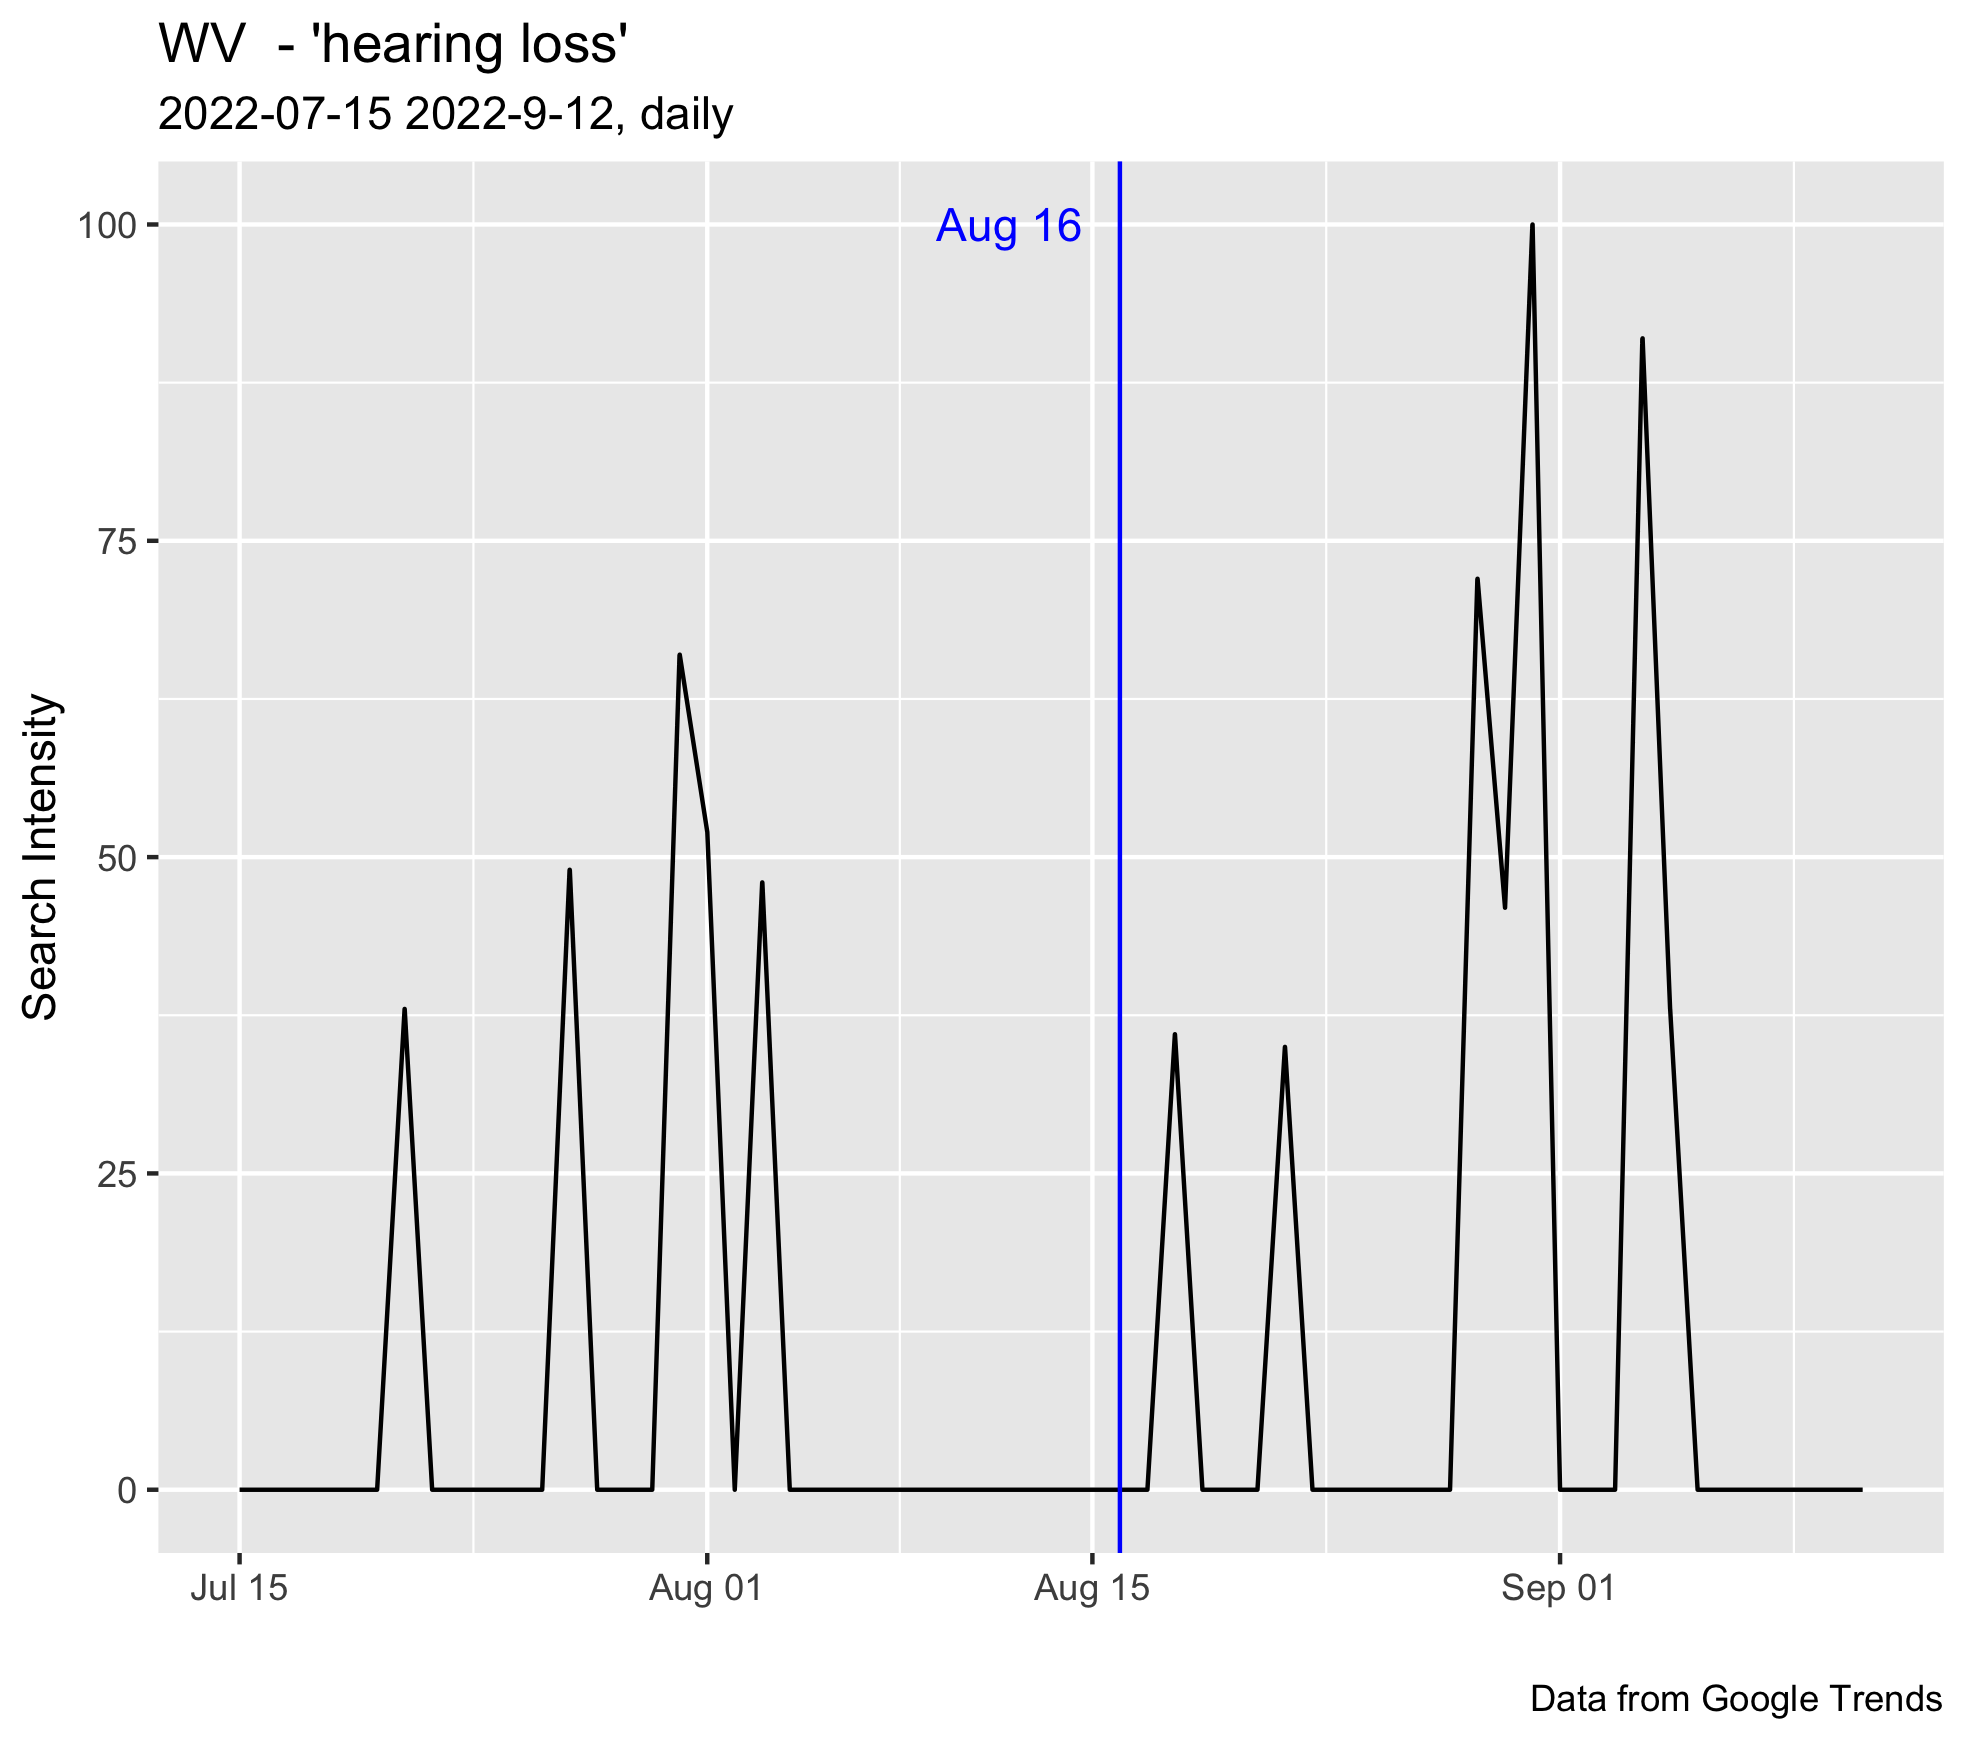 WV  - 'hearing loss'
2022-07-15 2022-9-12, daily
Aug 16
100
75
50
25
0
Search Intensity
Jul 15
Aug 01
Aug 15
Sep 01
Data from Google Trends